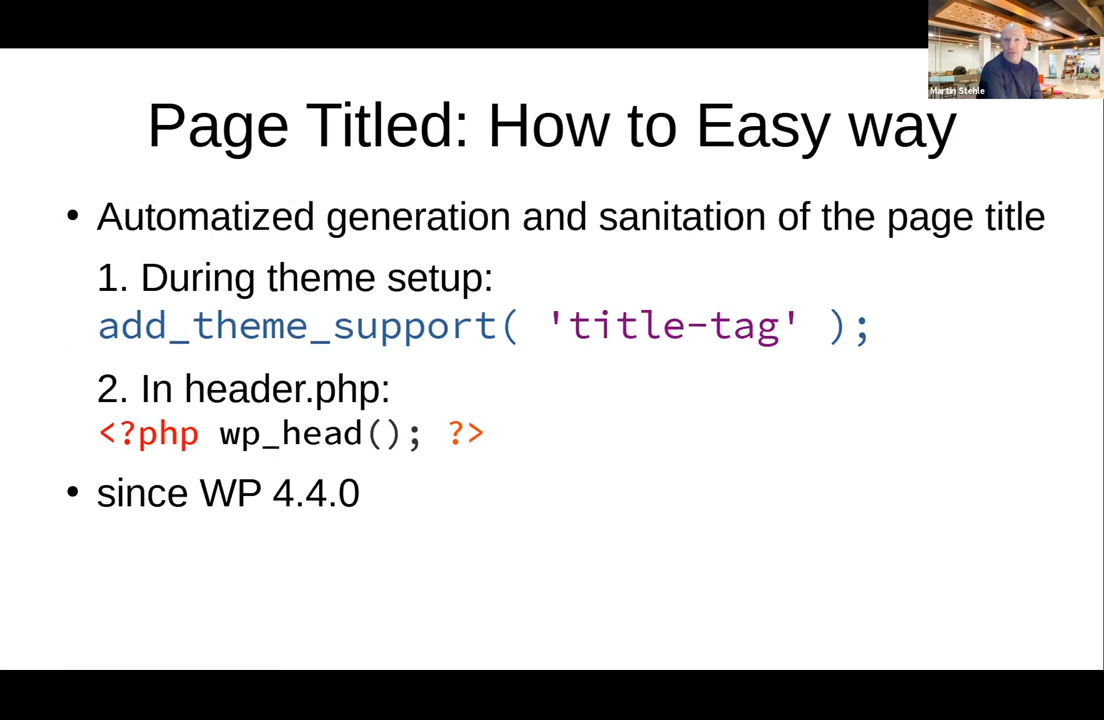 Martin Stehle
Page Titled: How to Easy way
• Automatized generation and sanitation of the page title
1. During theme setup:
add_theme_support( 'title-tag' );
2. In header.php:
<?php wp_head(); ?>
• since WP 4.4.0